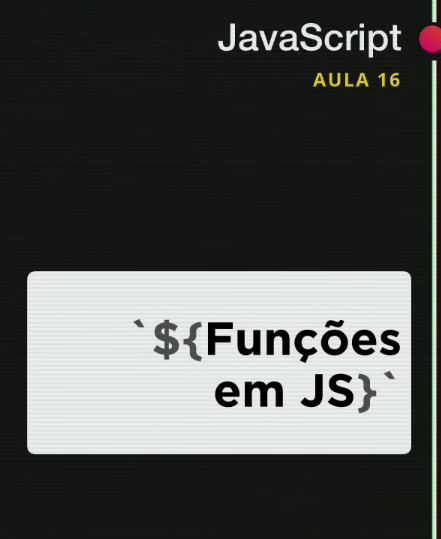 JavaScript
AULA 16
`${Funções
em JS}`